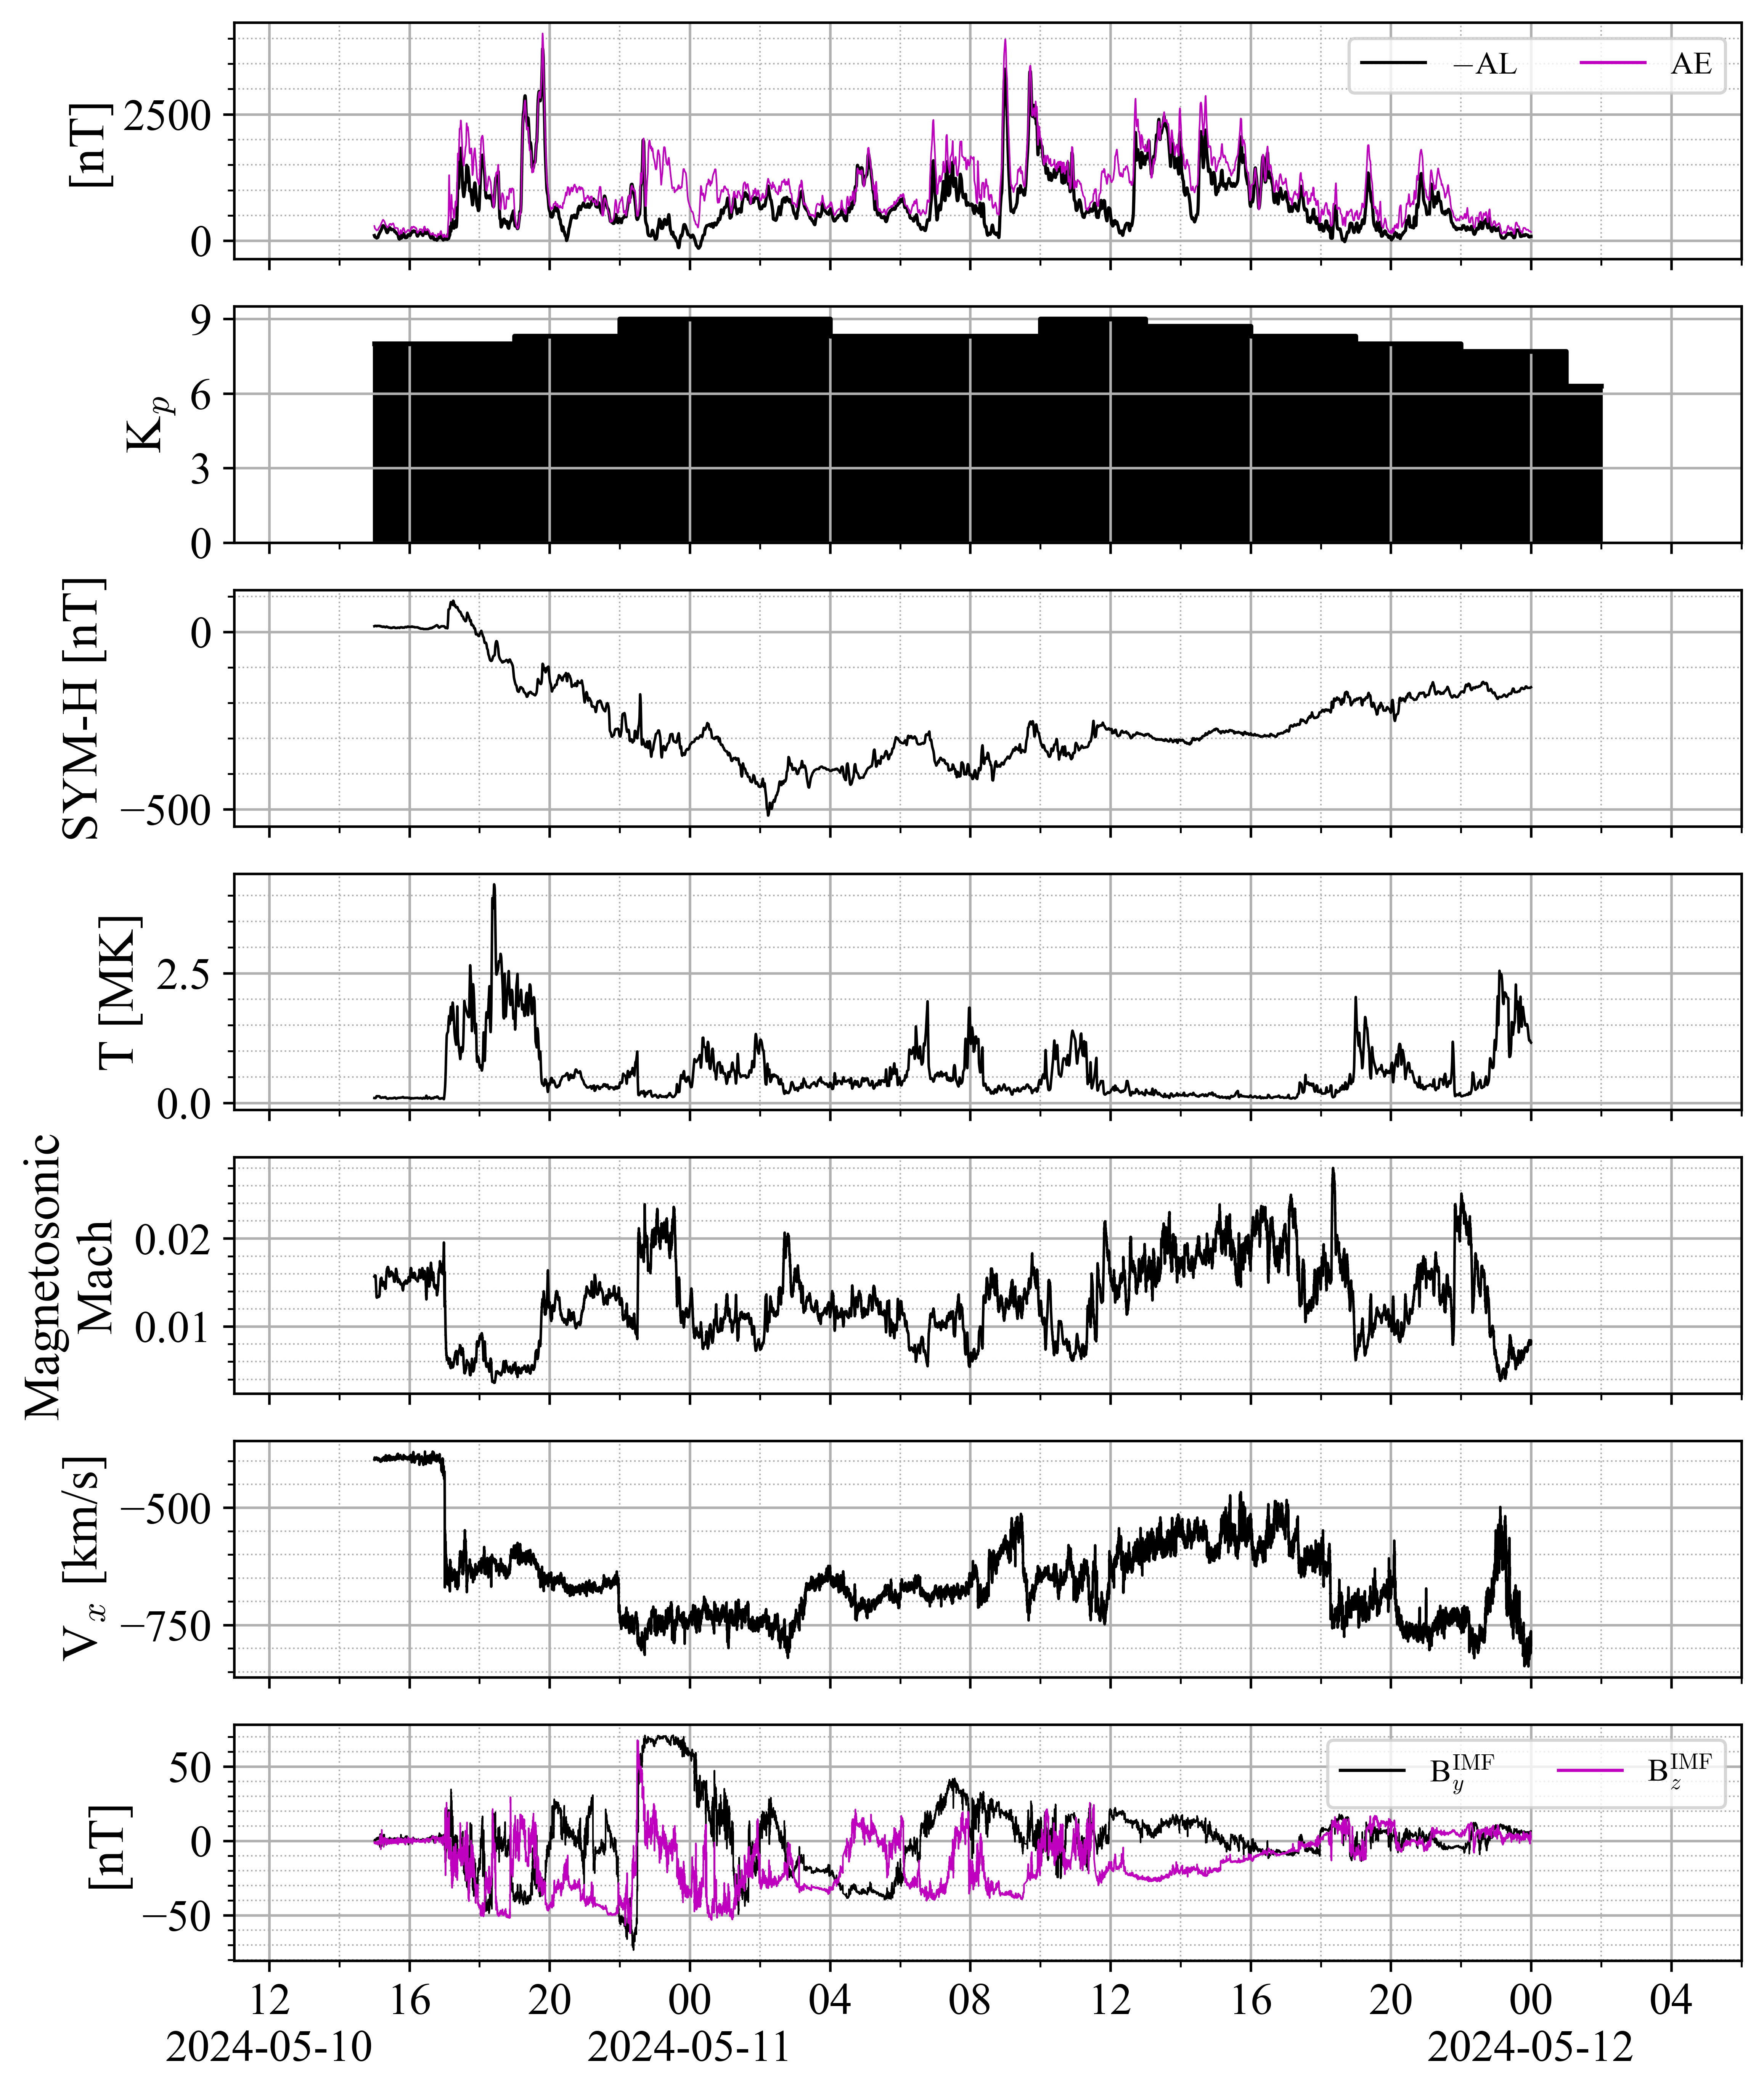 [nT]
2500
0
−AL AE
K_p
9
6
3
0
SYM-H [nT]
0
−500
T [MK]
2.5
0.0
Magnetosonic
Mach
0.02
0.01
V_x [km/s]
−500
−750
[nT]
50
0
−50
B_y^IMF B_z^IMF
12 16 20 00 04 08 12 16 20 00 04
2024-05-10 2024-05-11 2024-05-12